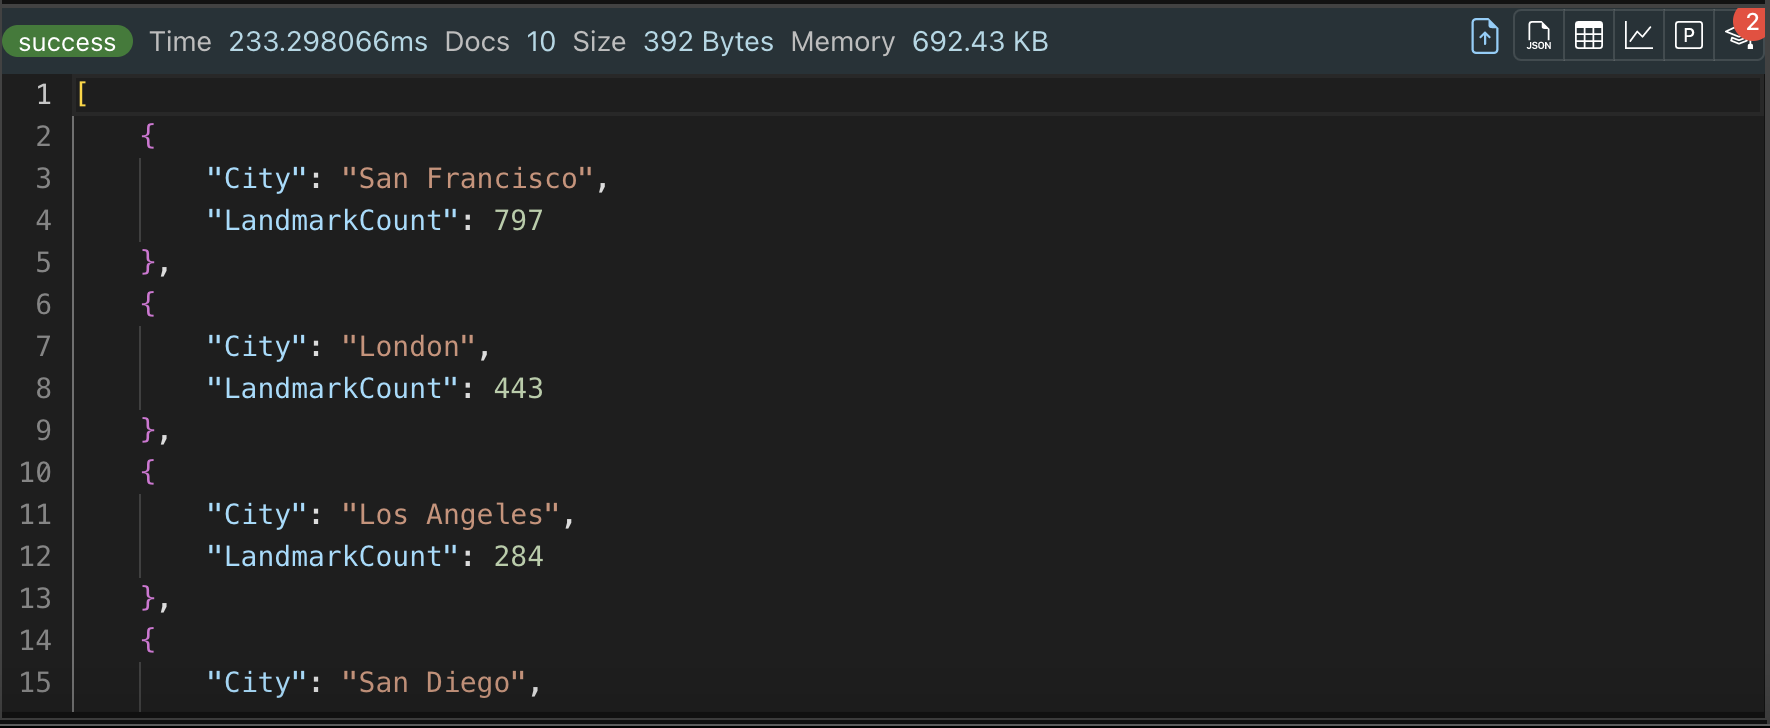 success Time 233.298066ms Docs 10 Size 392 Bytes Memory 692.43 KB JSON P 2
1 [
2 {
3 "City": "San Francisco",
4 "LandmarkCount": 797
5 },
6 {
7 "City": "London",
8 "LandmarkCount": 443
9 },
10 {
11 "City": "Los Angeles",
12 "LandmarkCount": 284
13 },
14 {
15 "City": "San Diego",